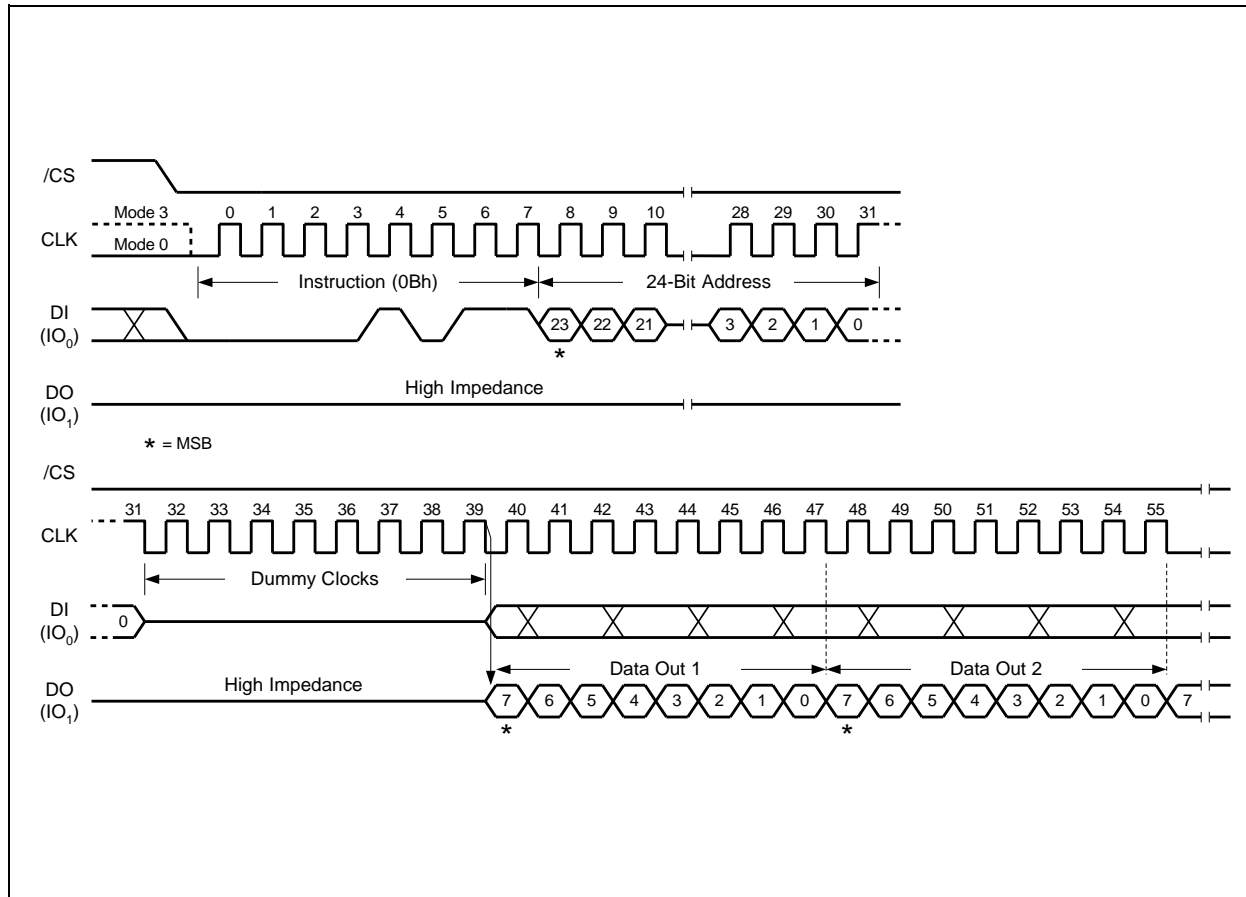 /CS
Mode 3 0 1 2 3 4 5 6 7 8 9 10 28 29 30 31
CLK
Mode 0
Instruction (0Bh) 24-Bit Address
DI
(IO0) 23 22 21 3 2 1 0
*
High Impedance
DO
(IO1)
* = MSB
/CS
31 32 33 34 35 36 37 38 39 40 41 42 43 44 45 46 47 48 49 50 51 52 53 54 55
CLK
Dummy Clocks
DI
(IO0) 0
Data Out 1 Data Out 2
High Impedance
DO
(IO1) 7 6 5 4 3 2 1 0 7 6 5 4 3 2 1 0 7
* *